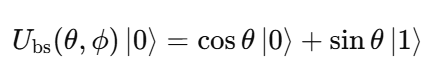 U_bs(θ, ϕ) |0⟩ = cos θ |0⟩ + sin θ |1⟩